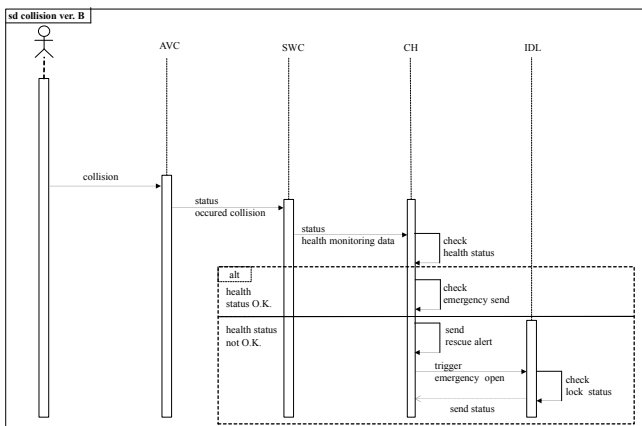 sd collision ver. B
AVC
SWC
CH
IDL
collision
status
occured collision
status
health monitoring data
check
health status
alt
health
status O.K.
check
emergency send
health status
not O.K.
send
rescue alert
trigger
emergency open
check
lock status
send status